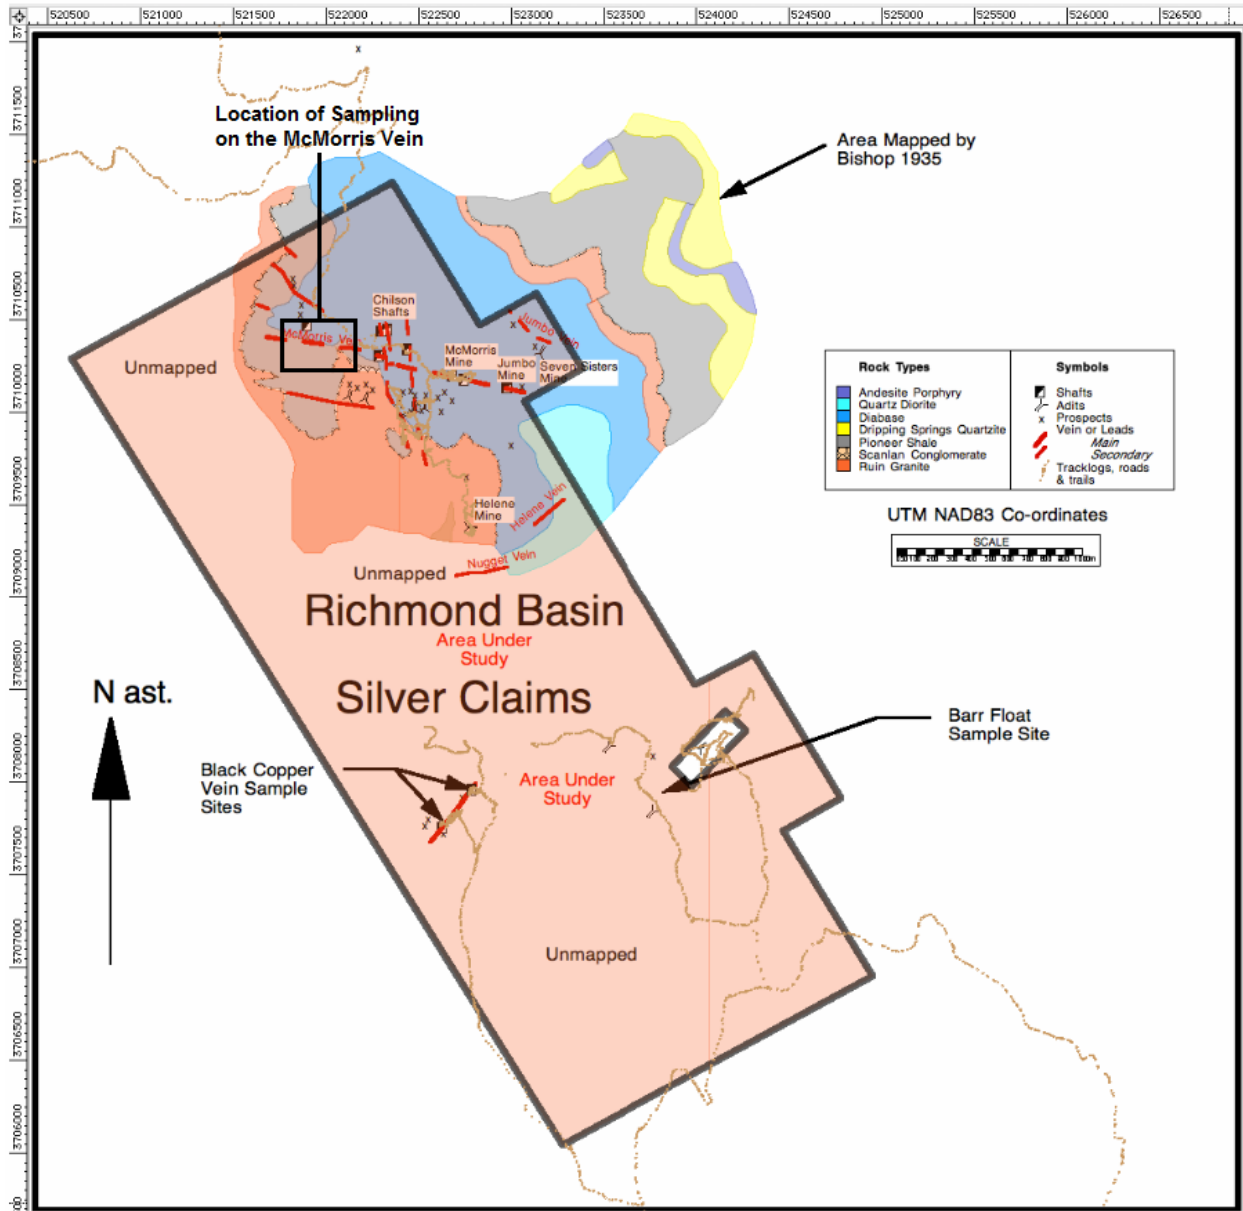 520500 521000 521500 522000 522500 523000 523500 524000 524500 525000 525500 526000 526500
3711500
3711000
3710500
3710000
3709500
3709000
3708500
3708000
3707500
3707000
3706500
3706000
Location of Sampling
on the McMorris Vein
Area Mapped by
Bishop 1935
Chilson
Shafts
Jumbo Vein
McMorris Vein
McMorris
Mine
Jumbo
Mine
Seven Sisters
Mine
Unmapped
Helene
Mine
Helene Vein
Nugget Vein
Unmapped
Rock Types
Andesite Porphyry
Quartz Diorite
Diabase
Dripping Springs Quartzite
Pioneer Shale
Scanlan Conglomerate
Ruin Granite
Symbols
Shafts
Adits
Prospects
Vein or Leads
Main
Secondary
Tracklogs, roads
& trails
UTM NAD83 Co-ordinates
SCALE
Richmond Basin
Area Under
Study
Silver Claims
N ast.
Black Copper
Vein Sample
Sites
Area Under
Study
Barr Float
Sample Site
Unmapped